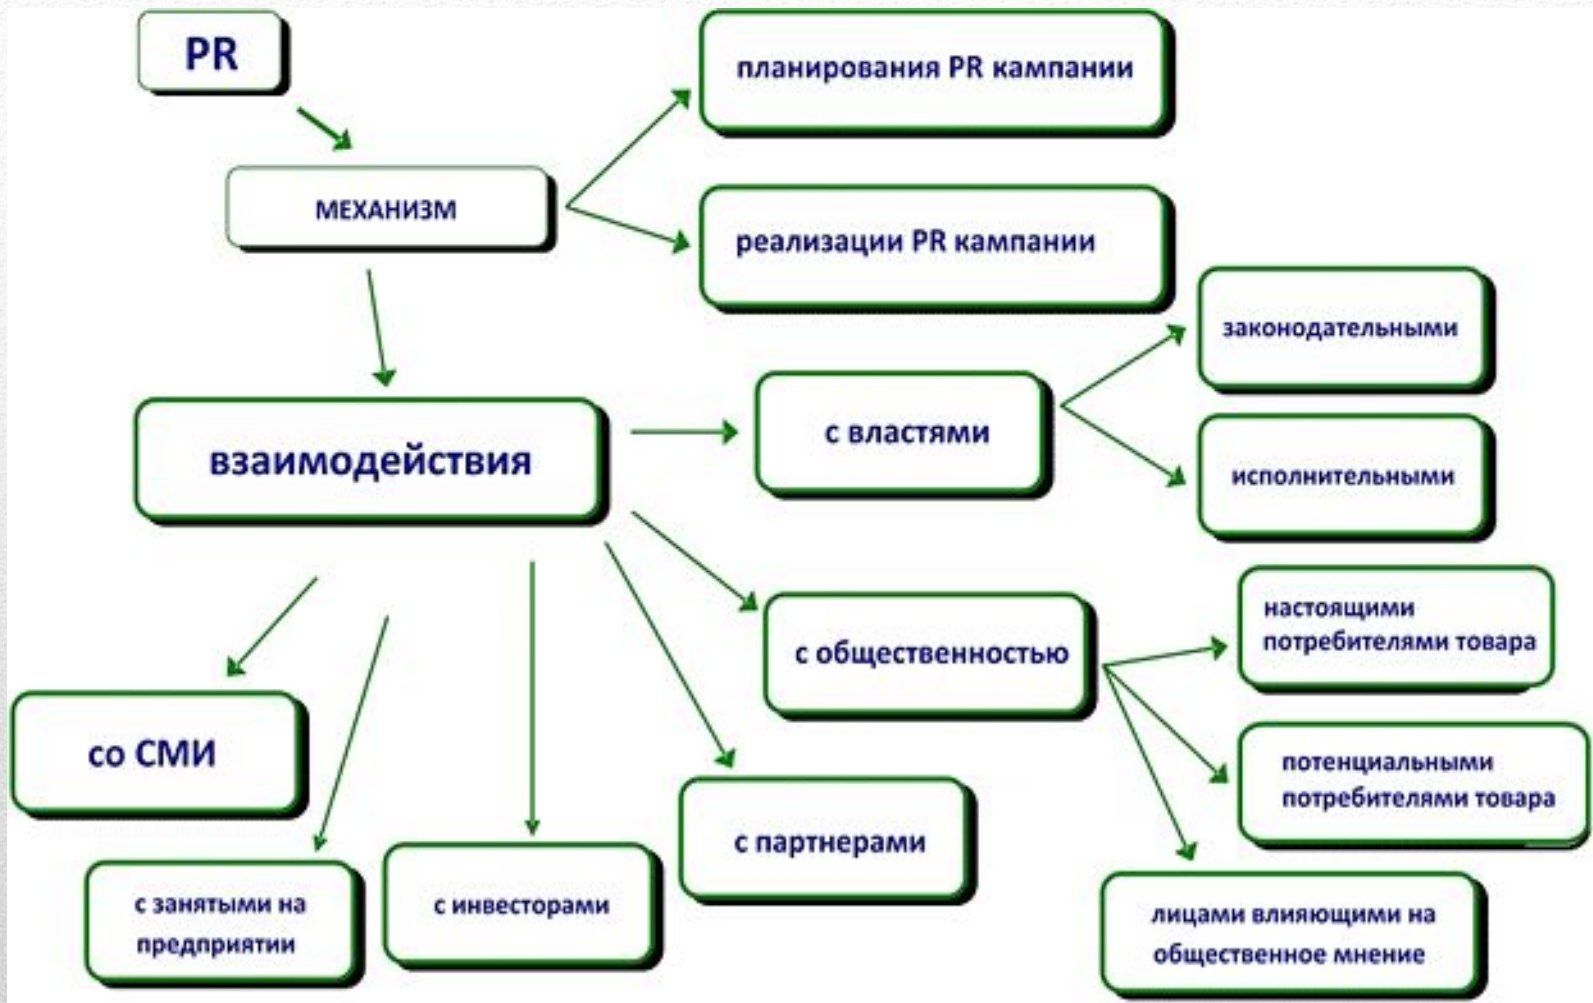 PR
планирования PR кампании
МЕХАНИЗМ
реализации PR кампании
законодательными
взаимодействия
с властями
исполнительными
настоящими
потребителями товара
с общественностью
со СМИ
потенциальными
потребителями товара
с партнерами
с занятыми на
предприятии
с инвесторами
лицами влияющими на
общественное мнение